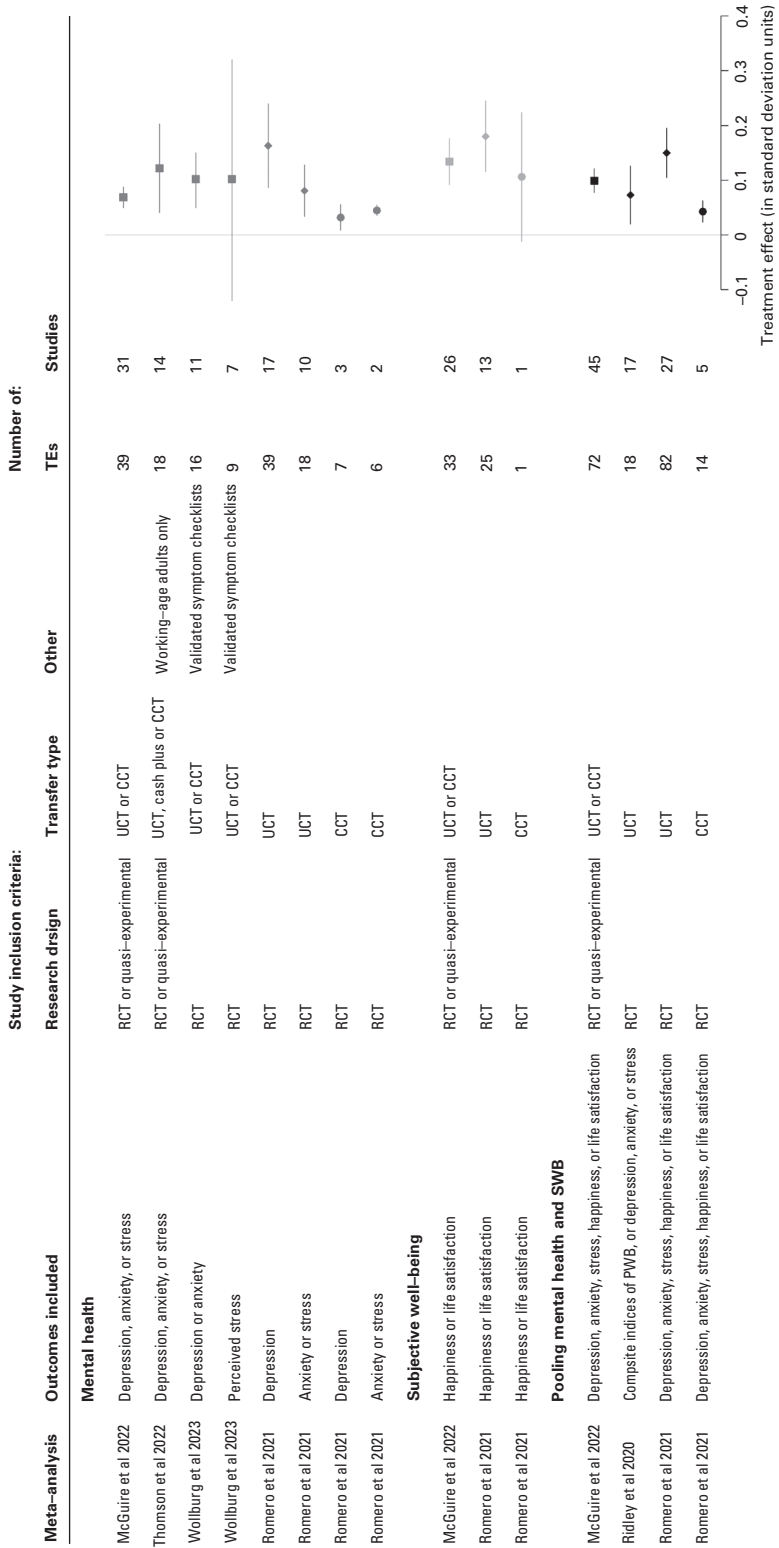 Study inclusion criteria: Number of:
Meta–analysis Outcomes included Research drsign Transfer type Other TEs Studies
Mental health
McGuire et al 2022 Depression, anxiety, or stress RCT or quasi–experimental UCT or CCT 39 31
Thomson et al 2022 Depression, anxiety, or stress RCT or quasi–experimental UCT, cash plus or CCT Working–age adults only 18 14
Wollburg et al 2023 Depression or anxiety RCT UCT or CCT Validated symptom checklists 16 11
Wollburg et al 2023 Perceived stress RCT UCT or CCT Validated symptom checklists 9 7
Romero et al 2021 Depression RCT UCT 39 17
Romero et al 2021 Anxiety or stress RCT UCT 18 10
Romero et al 2021 Depression RCT CCT 7 3
Romero et al 2021 Anxiety or stress RCT CCT 6 2
Subjective well–being
McGuire et al 2022 Happiness or life satisfaction RCT or quasi–experimental UCT or CCT 33 26
Romero et al 2021 Happiness or life satisfaction RCT UCT 25 13
Romero et al 2021 Happiness or life satisfaction RCT CCT 1 1
Pooling mental health and SWB
McGuire et al 2022 Depression, anxiety, stress, happiness, or life satisfaction RCT or quasi–experimental UCT or CCT 72 45
Ridley et al 2020 Compsite indices of PWB, or depression, anxiety, or stress RCT UCT 18 17
Romero et al 2021 Depression, anxiety, stress, happiness, or life satisfaction RCT UCT 82 27
Romero et al 2021 Depression, anxiety, stress, happiness, or life satisfaction RCT CCT 14 5
–0.1 0 0.1 0.2 0.3 0.4
Treatment effect (in standard deviation units)